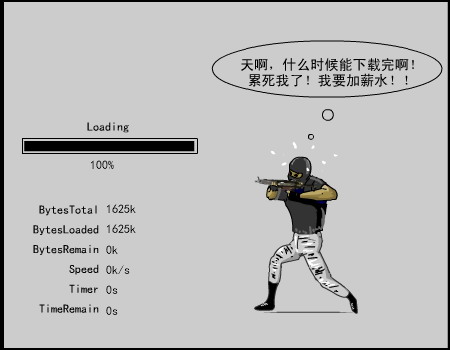 天啊，什么时候能下载完啊！
累死我了！我要加薪水！！
Loading
100%
BytesTotal 1625k
BytesLoaded 1625k
BytesRemain 0k
Speed 0k/s
Timer 0s
TimeRemain 0s